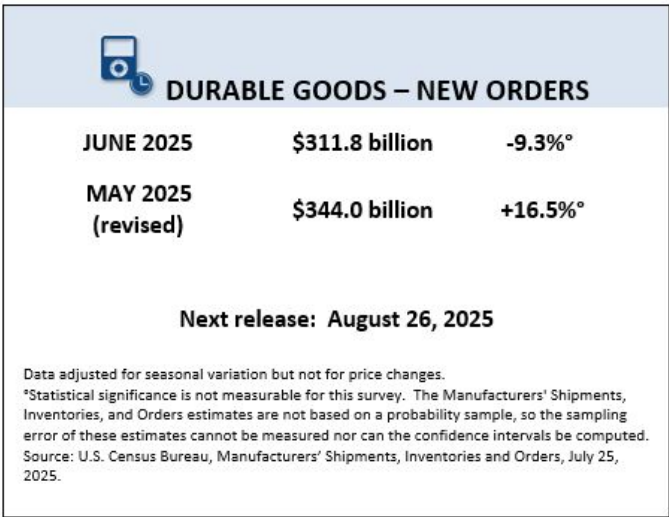 DURABLE GOODS – NEW ORDERS
JUNE 2025 $311.8 billion -9.3%°
MAY 2025
(revised) $344.0 billion +16.5%°
Next release: August 26, 2025
Data adjusted for seasonal variation but not for price changes.
°Statistical significance is not measurable for this survey. The Manufacturers' Shipments,
Inventories, and Orders estimates are not based on a probability sample, so the sampling
error of these estimates cannot be measured nor can the confidence intervals be computed.
Source: U.S. Census Bureau, Manufacturers’ Shipments, Inventories and Orders, July 25,
2025.